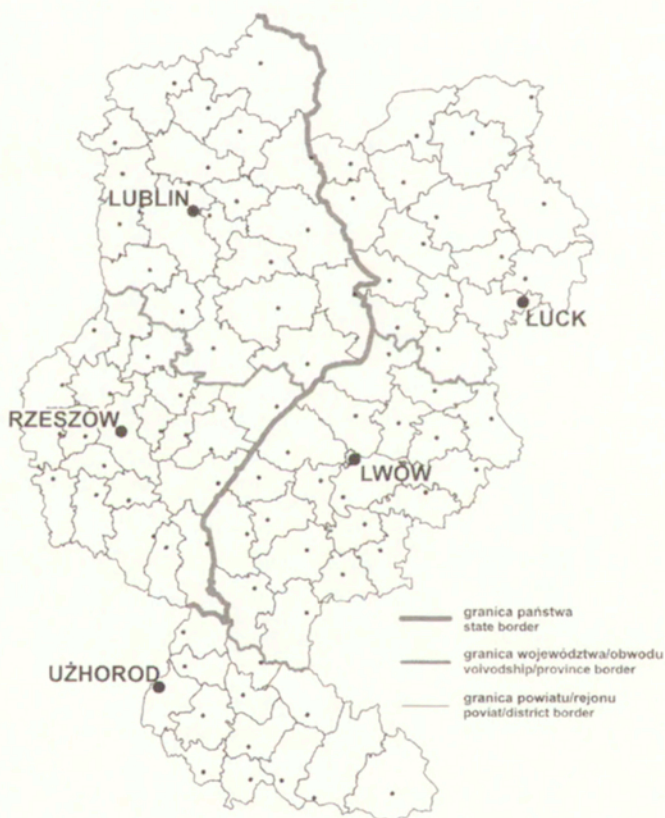 LUBLIN
ŁUCK
RZESZÓW
LWÓW
granica państwa
state border
granica województwa/obwodu
voivodship/province border
UŻHOROD
granica powiatu/rejonu
poviat/district border